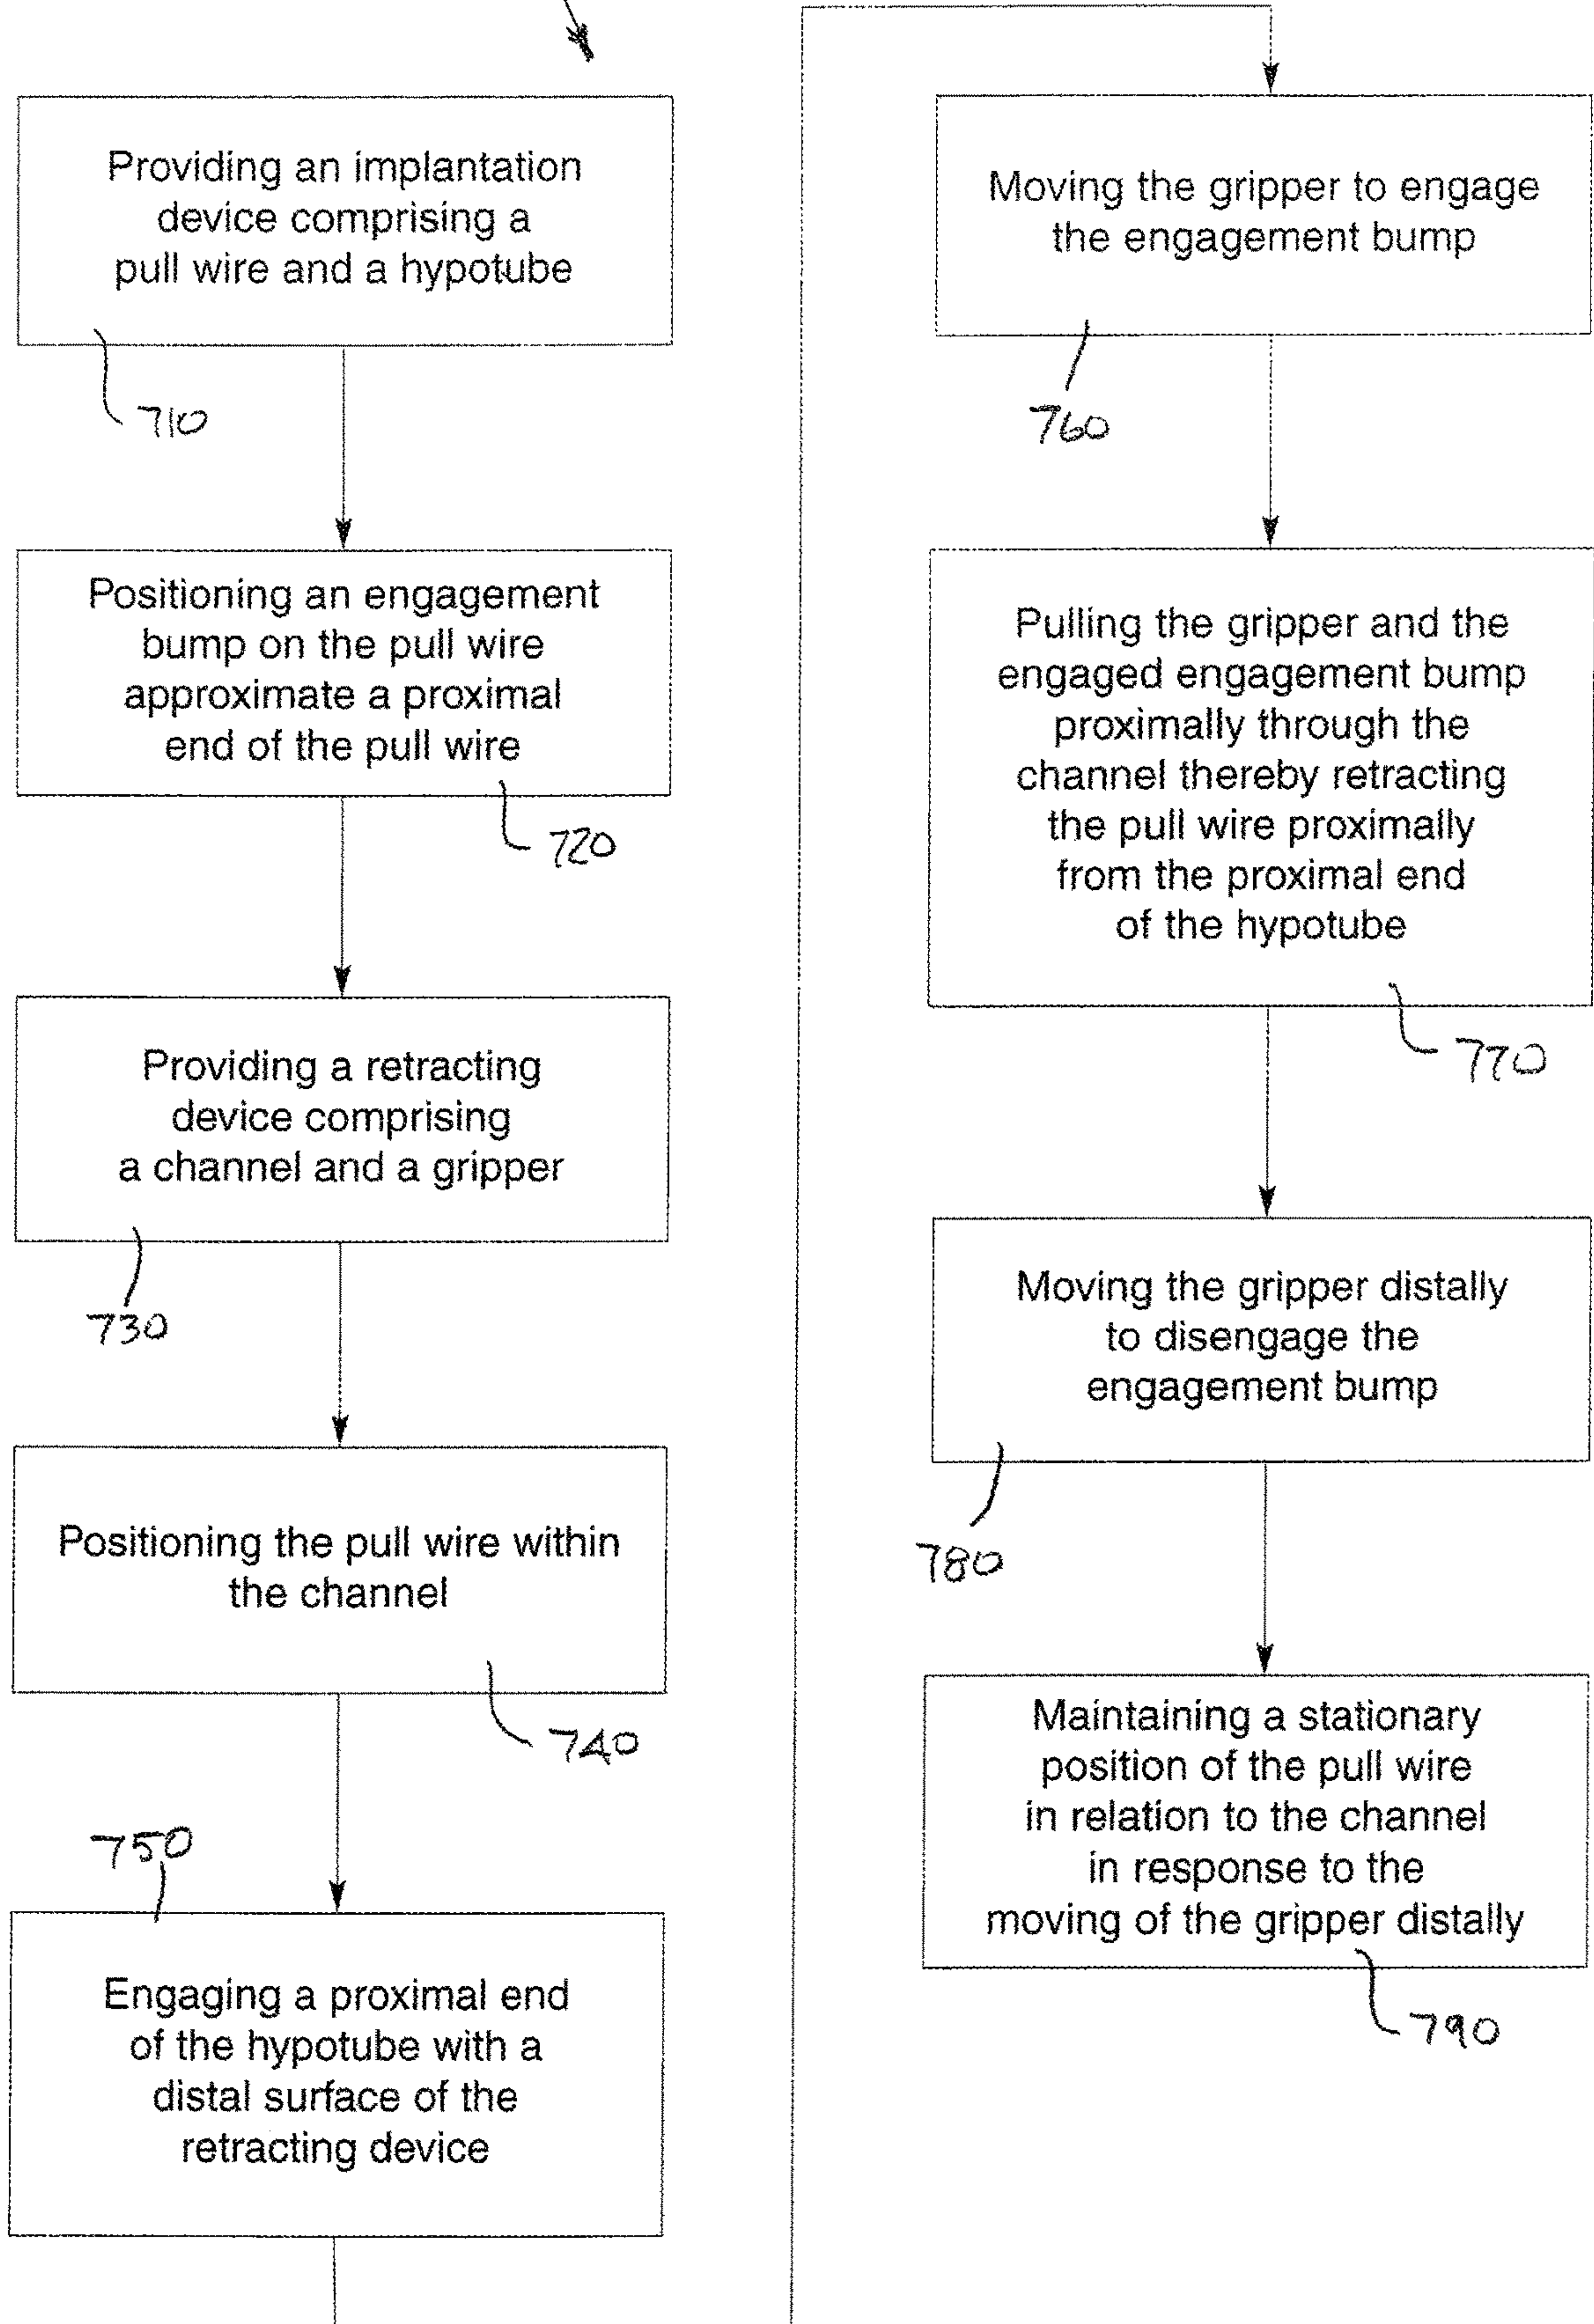 Providing an implantation
device comprising a
pull wire and a hypotube
710
Positioning an engagement
bump on the pull wire
approximate a proximal
end of the pull wire
720
Providing a retracting
device comprising
a channel and a gripper
730
Positioning the pull wire within
the channel
740
750
Engaging a proximal end
of the hypotube with a
distal surface of the
retracting device
Moving the gripper to engage
the engagement bump
760
Pulling the gripper and the
engaged engagement bump
proximally through the
channel thereby retracting
the pull wire proximally
from the proximal end
of the hypotube
770
Moving the gripper distally
to disengage the
engagement bump
780
Maintaining a stationary
position of the pull wire
in relation to the channel
in response to the
moving of the gripper distally
790